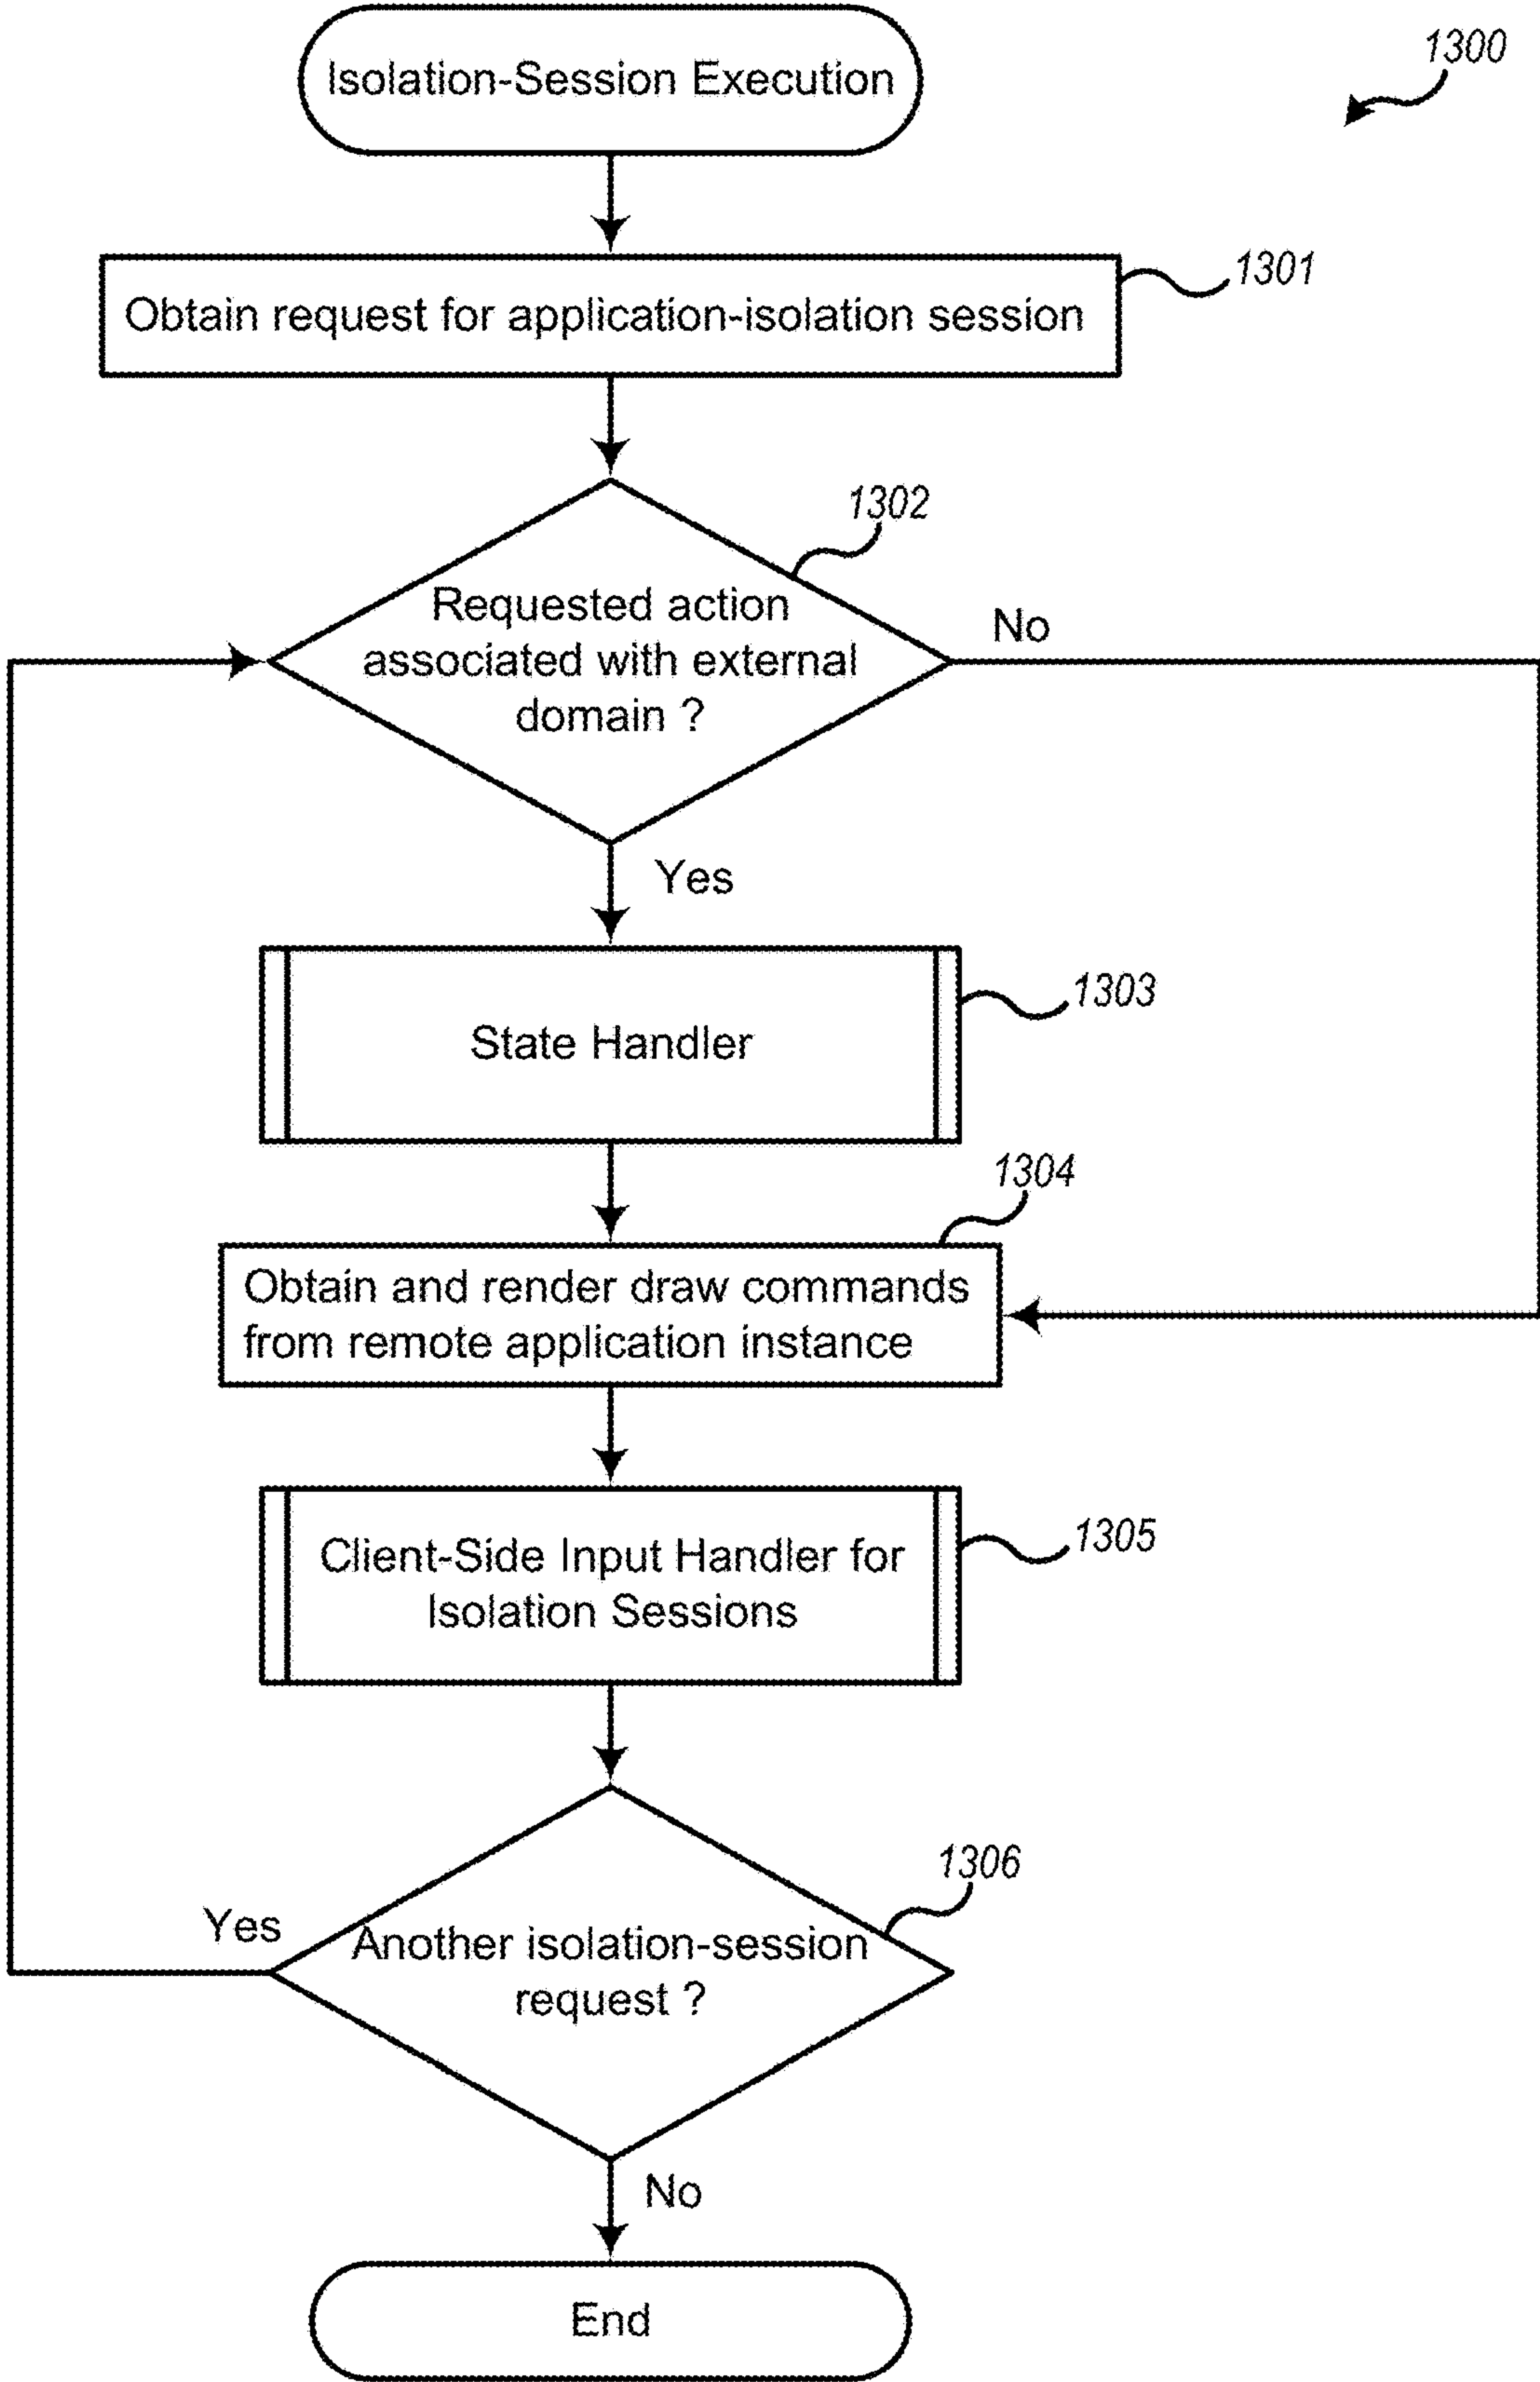 Isolation-Session Execution
1300
Obtain request for application-isolation session
1301
1302
Requested action
associated with external
domain ?
No
Yes
State Handler
1303
1304
Obtain and render draw commands
from remote application instance
Client-Side Input Handler for
Isolation Sessions
1305
1306
Yes
Another isolation-session
request ?
No
End